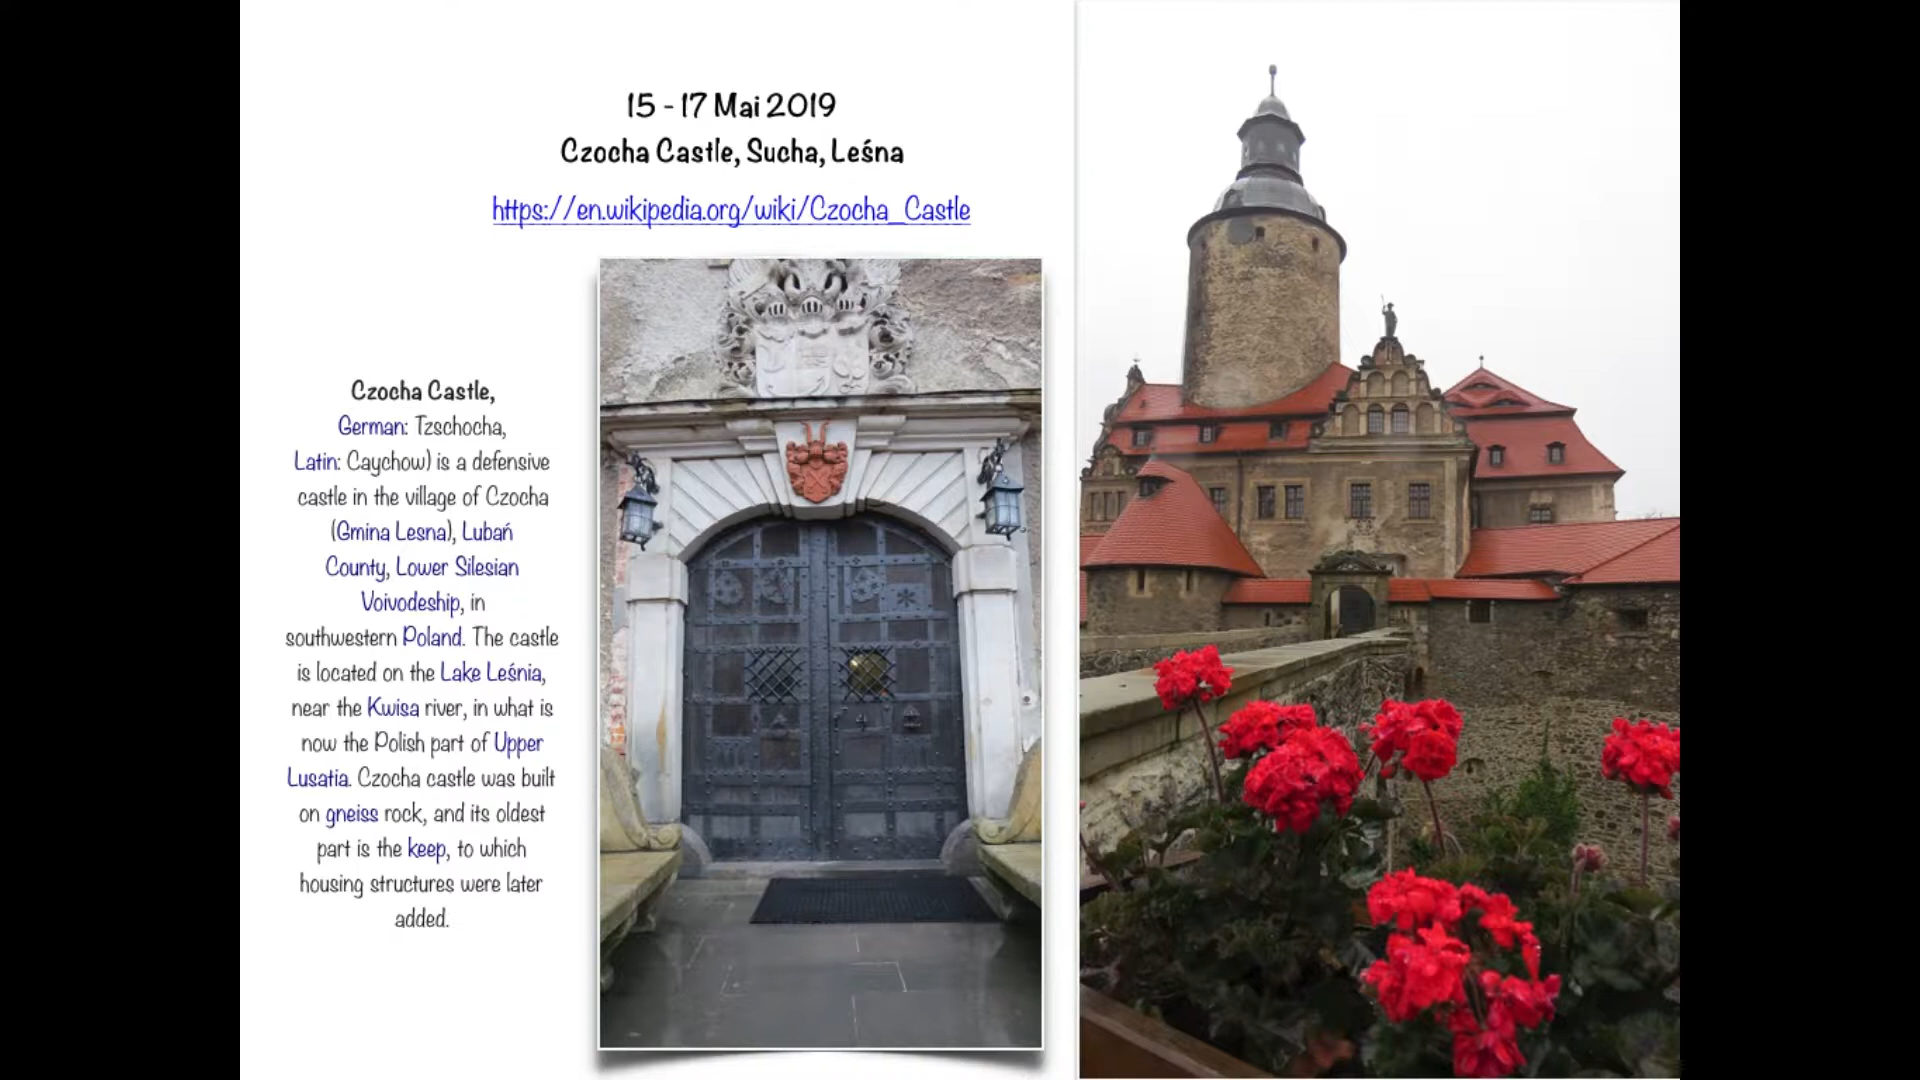 15 - 17 Mai 2019
Czocha Castle, Sucha, Leśna
https://en.wikipedia.org/wiki/Czocha_Castle
Czocha Castle,
German: Tzschocha,
Latin: Caychow) is a defensive
castle in the village of Czocha
(Gmina Lesna), Lubań
County, Lower Silesian
Voivodeship, in
southwestern Poland. The castle
is located on the Lake Leśnia,
near the Kwisa river, in what is
now the Polish part of Upper
Lusatia. Czocha castle was built
on gneiss rock, and its oldest
part is the keep, to which
housing structures were later
added.